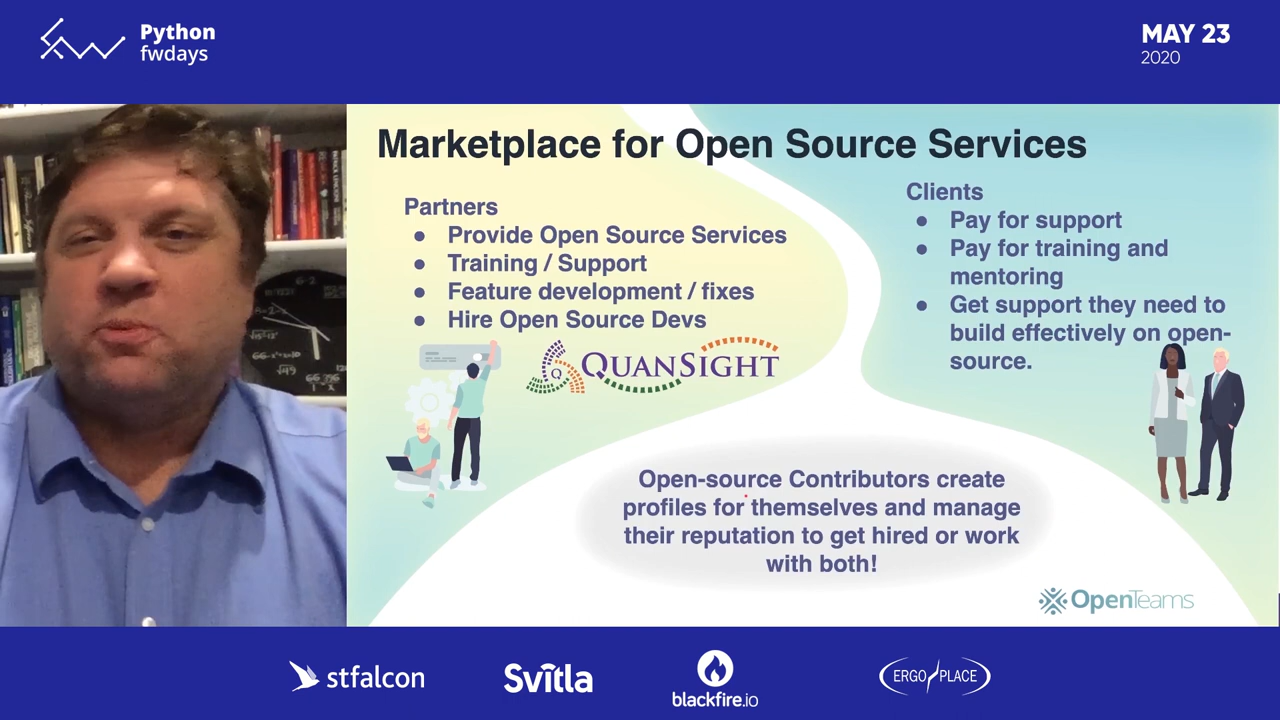 Python
fwdays
MAY 23
2020
Marketplace for Open Source Services
Partners
● Provide Open Source Services
● Training / Support
● Feature development / fixes
● Hire Open Source Devs
QUANSIGHT
Q
Clients
● Pay for support
● Pay for training and
mentoring
● Get support they need to
build effectively on open-
source.
Open-source Contributors create
profiles for themselves and manage
their reputation to get hired or work
with both!
OpenTeams
stfalcon
Svitla
blackfire.io
ERGO PLACE